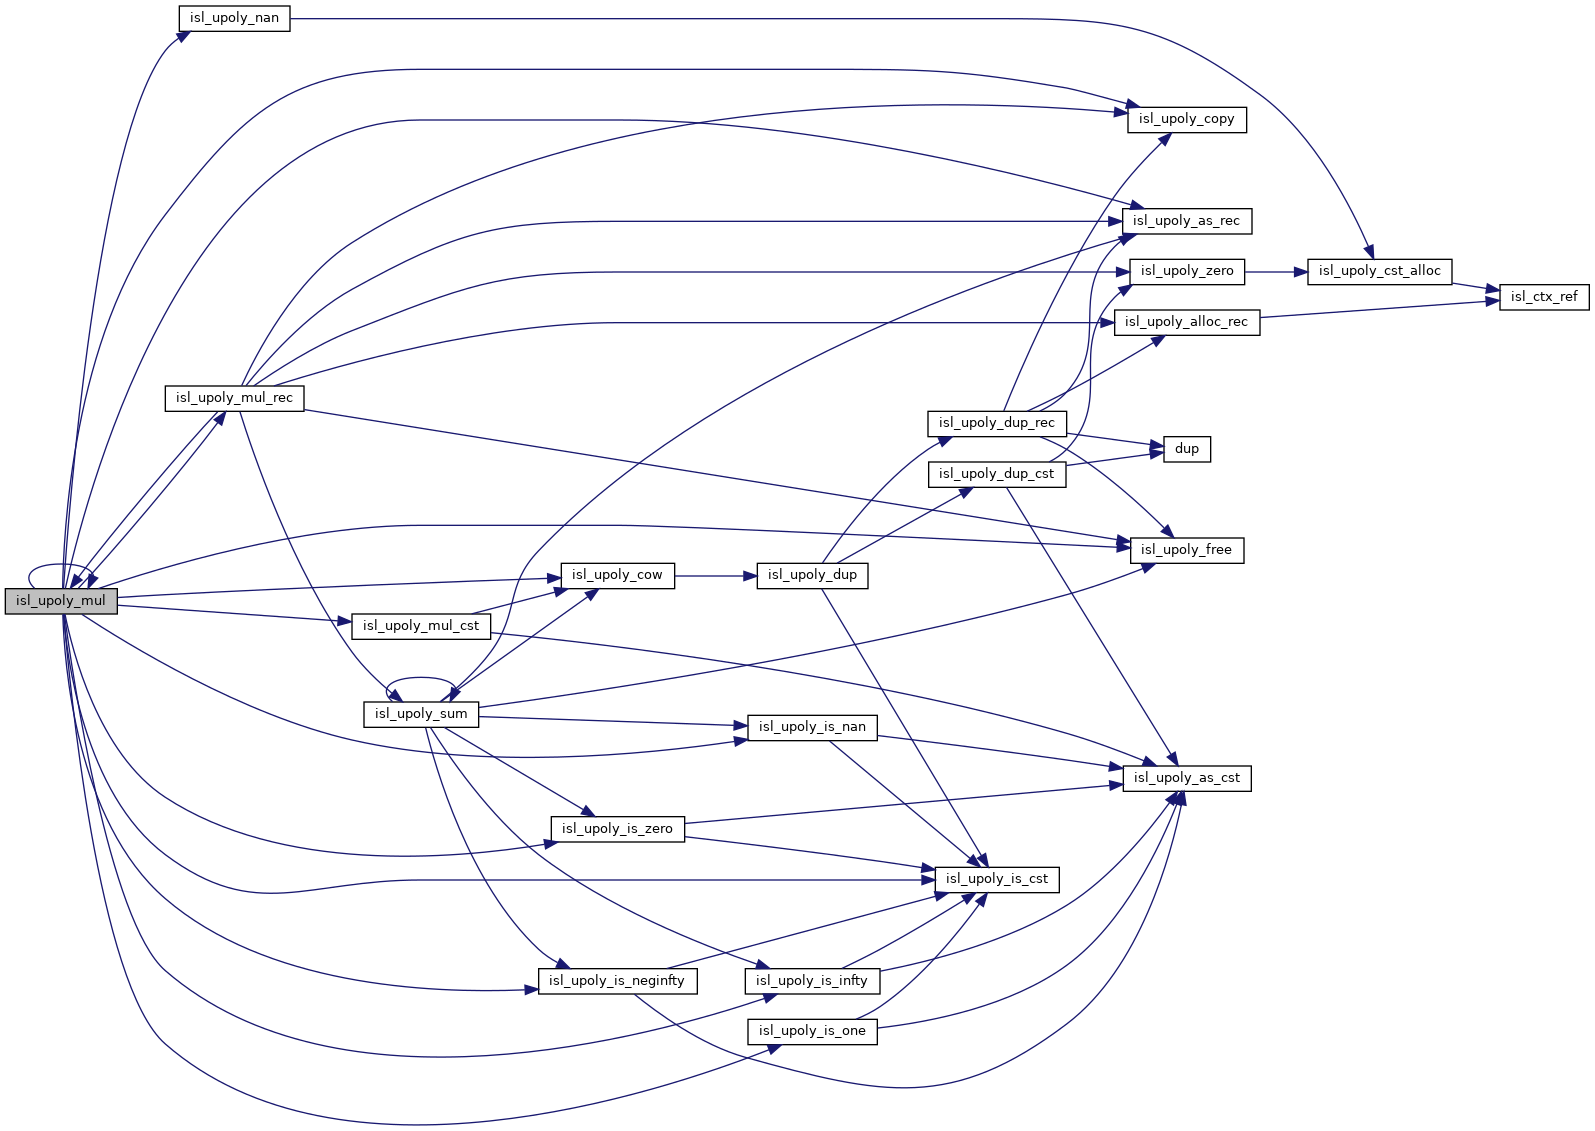 isl_upoly_nan
isl_upoly_copy
isl_upoly_as_rec
isl_upoly_zero
isl_upoly_cst_alloc
isl_ctx_ref
isl_upoly_alloc_rec
isl_upoly_mul_rec
isl_upoly_dup_rec
dup
isl_upoly_dup_cst
isl_upoly_free
isl_upoly_cow
isl_upoly_dup
isl_upoly_mul
isl_upoly_mul_cst
isl_upoly_sum
isl_upoly_is_nan
isl_upoly_as_cst
isl_upoly_is_zero
isl_upoly_is_cst
isl_upoly_is_neginfty
isl_upoly_is_infty
isl_upoly_is_one